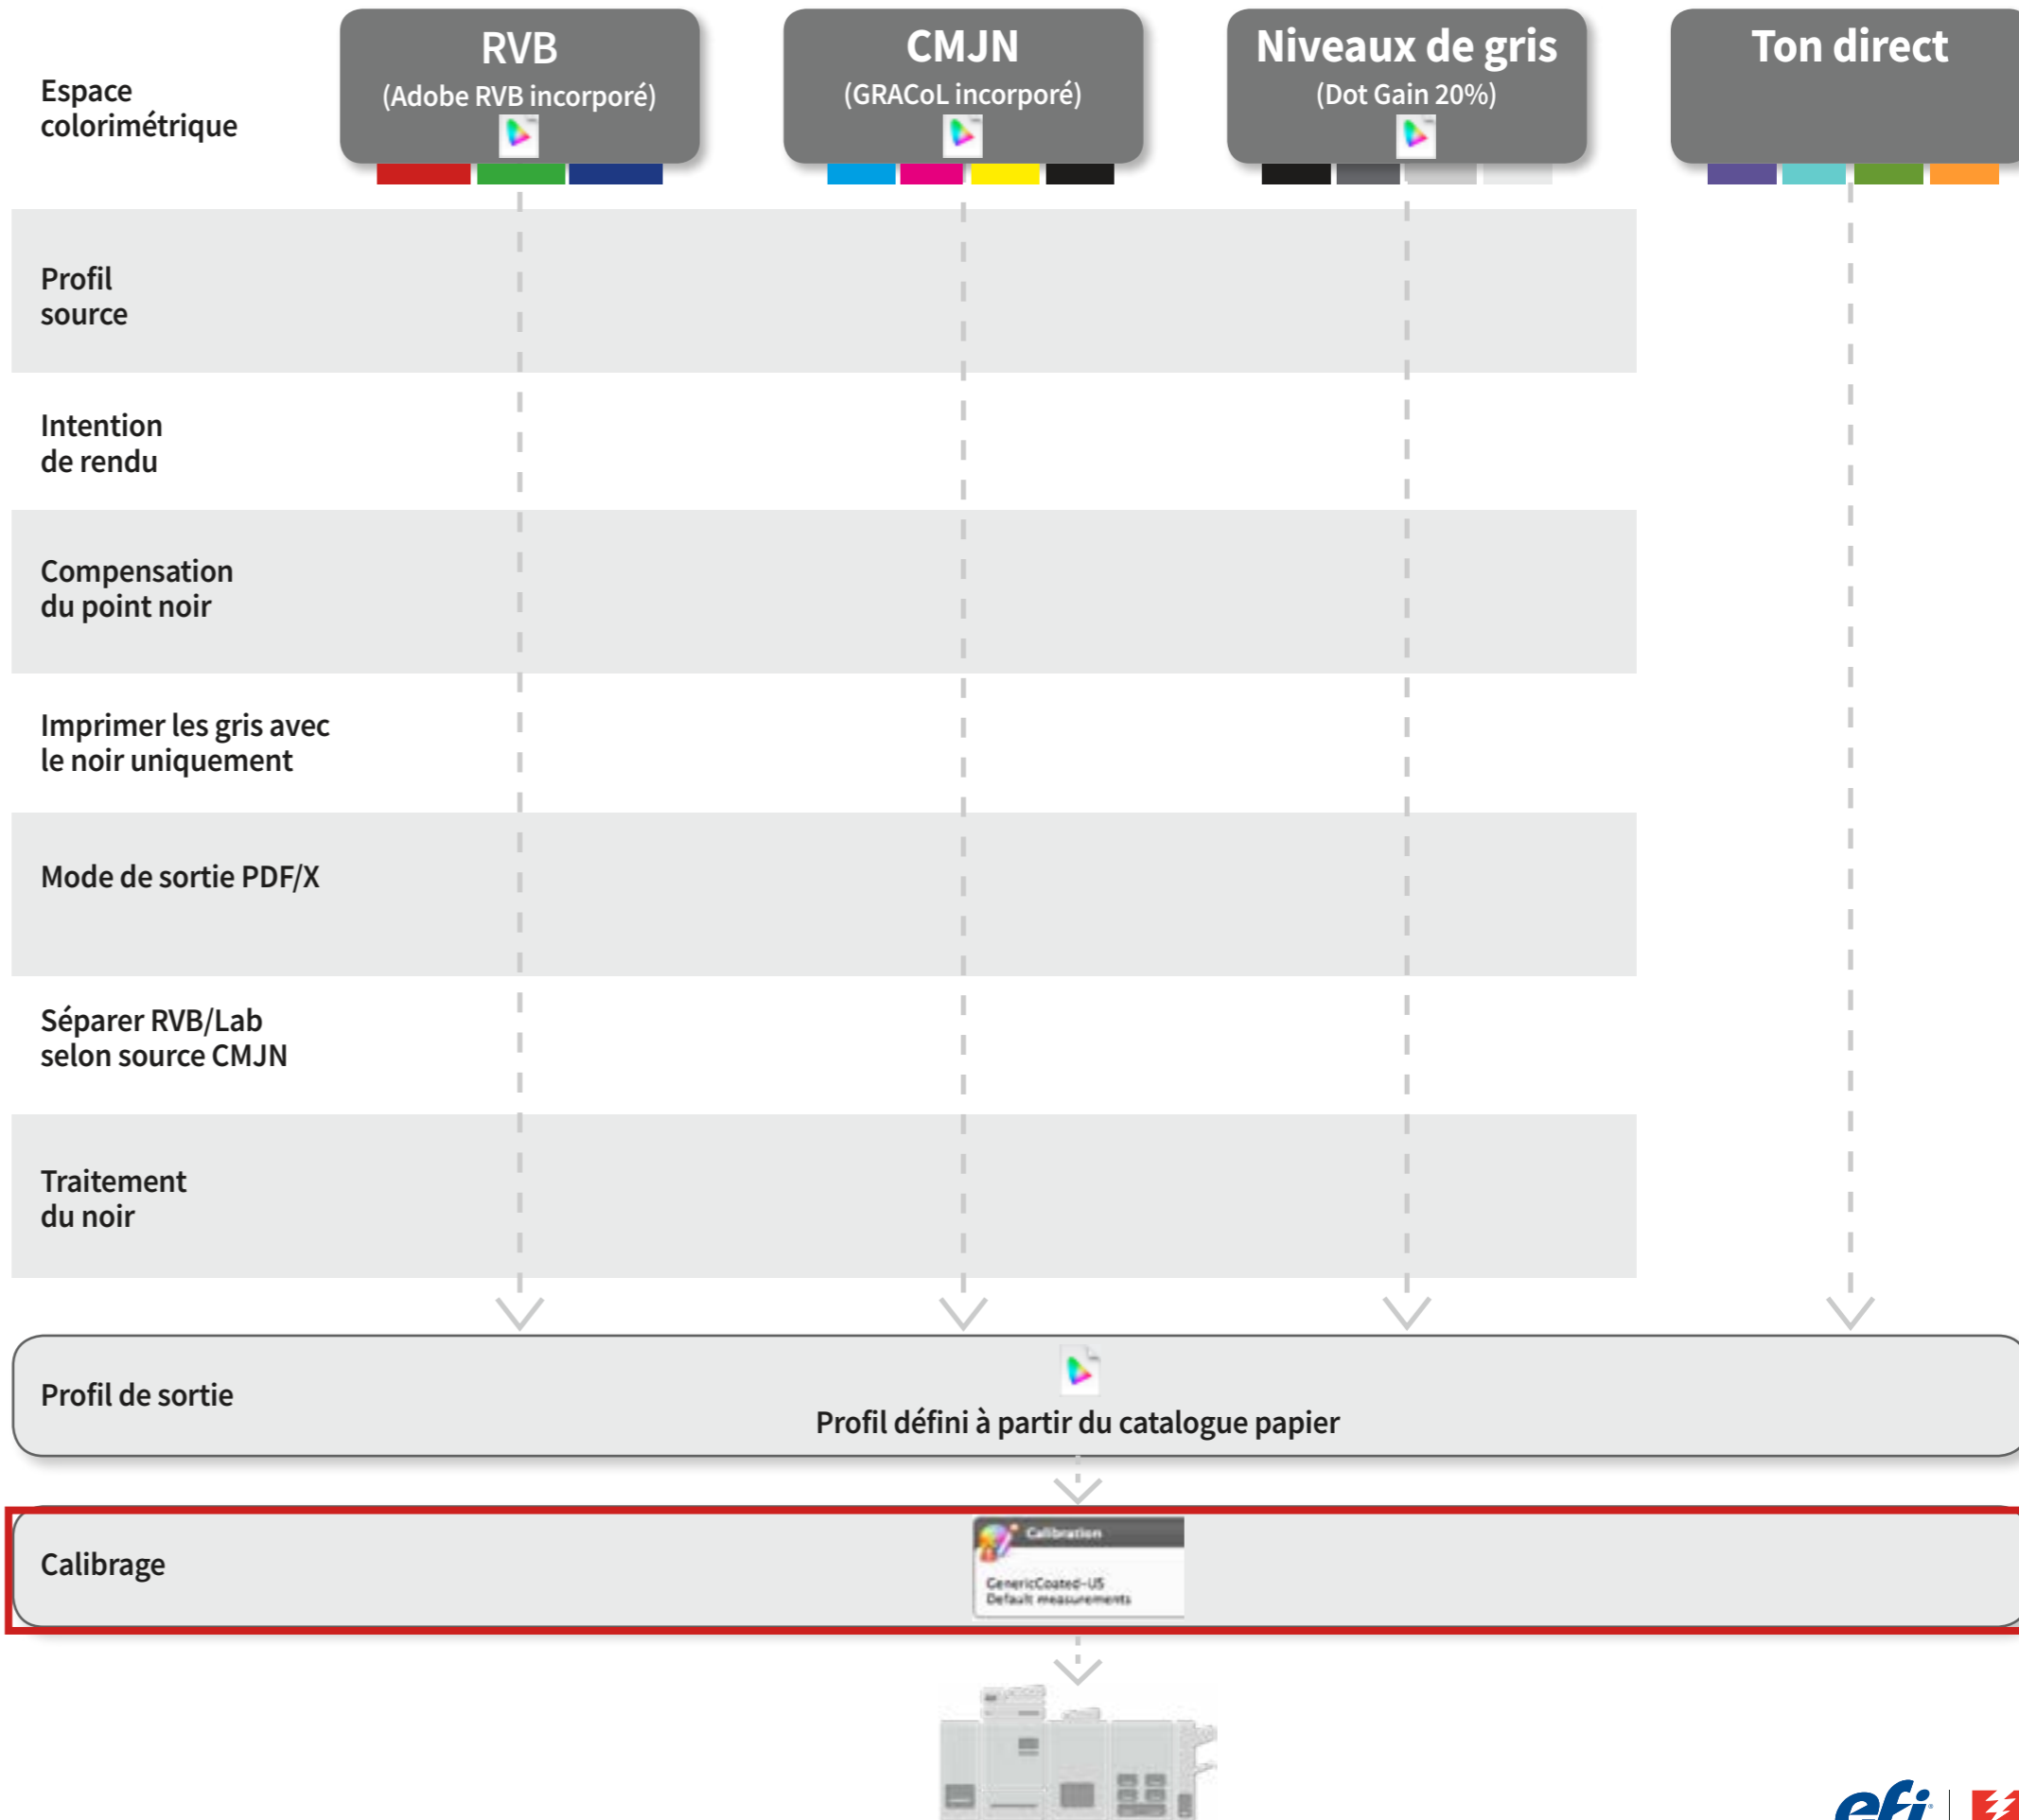 Espace
colorimétrique
RVB
(Adobe RVB incorporé)
CMJN
(GRACoL incorporé)
Niveaux de gris
(Dot Gain 20%)
Ton direct
Profil
source
Intention
de rendu
Compensation
du point noir
Imprimer les gris avec
le noir uniquement
Mode de sortie PDF/X
Séparer RVB/Lab
selon source CMJN
Traitement
du noir
Profil de sortie
Profil défini à partir du catalogue papier
Calibrage
Calibration
GenericCoated-US
Default measurements
efi